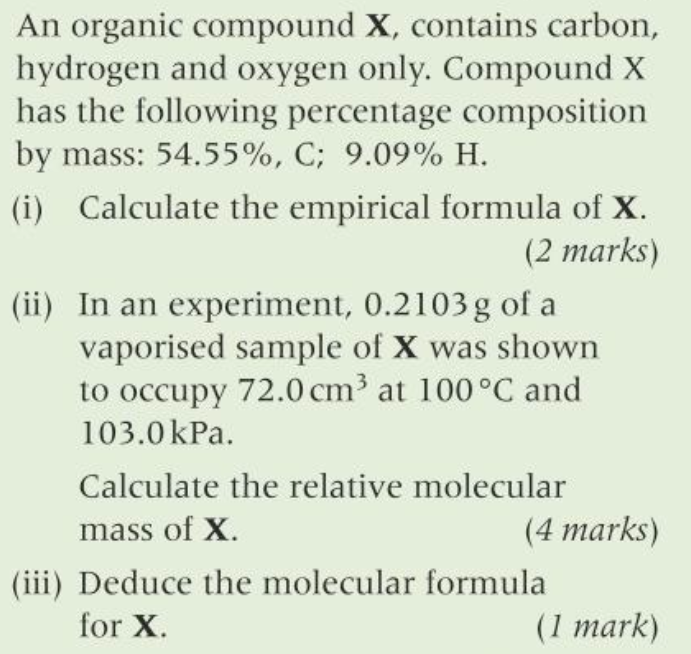 An organic compound X, contains carbon,
hydrogen and oxygen only. Compound X
has the following percentage composition
by mass: 54.55%, C; 9.09% H.
(i) Calculate the empirical formula of X.
(2 marks)
(ii) In an experiment, 0.2103 g of a
vaporised sample of X was shown
to occupy 72.0 cm³ at 100 °C and
103.0 kPa.
Calculate the relative molecular
mass of X. (4 marks)
(iii) Deduce the molecular formula
for X. (1 mark)